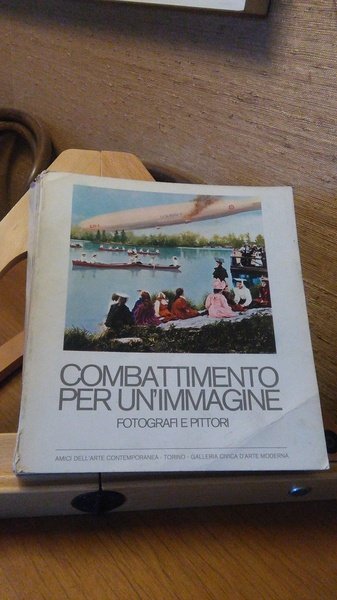 COMBATTIMENTO
PER UN'IMMAGINE
FOTOGRAFI E PITTORI
AMICI DELL'ARTE CONTEMPORANEA - TORINO - GALLERIA CIVICA D'ARTE MODERNA